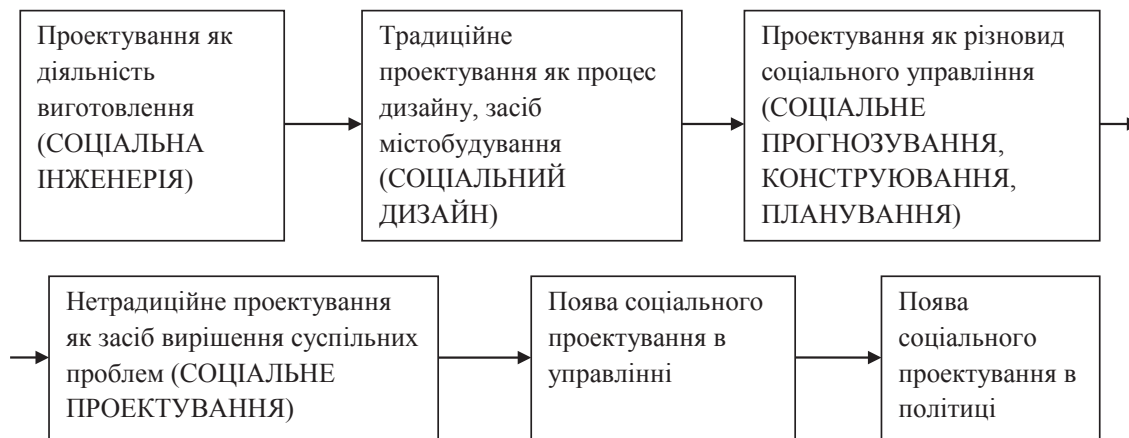 Проектування як
діяльність
виготовлення
(СОЦІАЛЬНА
ІНЖЕНЕРІЯ)
Традиційне
проектування як процес
дизайну, засіб
містобудування
(СОЦІАЛЬНИЙ
ДИЗАЙН)
Проектування як різновид
соціального управління
(СОЦІАЛЬНЕ
ПРОГНОЗУВАННЯ,
КОНСТРУЮВАННЯ,
ПЛАНУВАННЯ)
Нетрадиційне проектування
як засіб вирішення суспільних
проблем (СОЦІАЛЬНЕ
ПРОЕКТУВАННЯ)
Поява соціального
проектування в
управлінні
Поява
соціального
проектування в
політиці